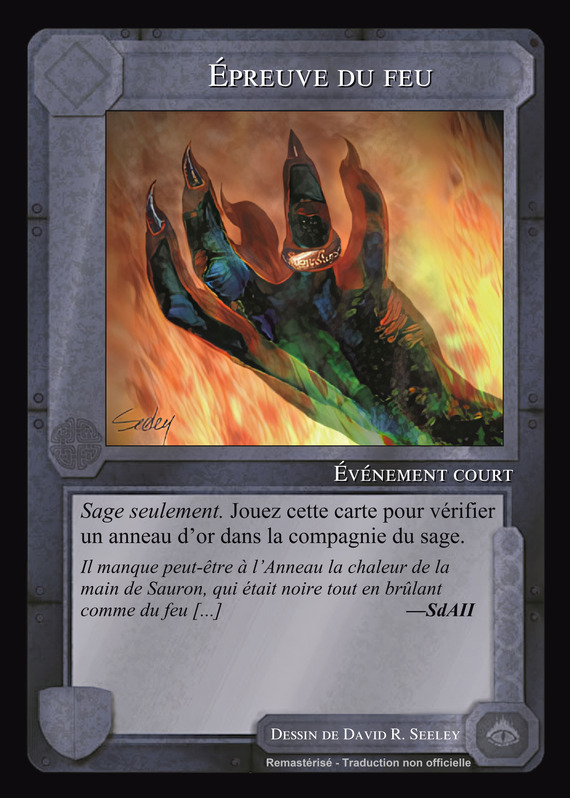 Épreuve du feu
Seeley
Événement court
Sage seulement. Jouez cette carte pour vérifier
un anneau d’or dans la compagnie du sage.
Il manque peut-être à l’Anneau la chaleur de la
main de Sauron, qui était noire tout en brûlant
comme du feu [...] —SdAII
Dessin de David R. Seeley
Remastérisé - Traduction non officielle